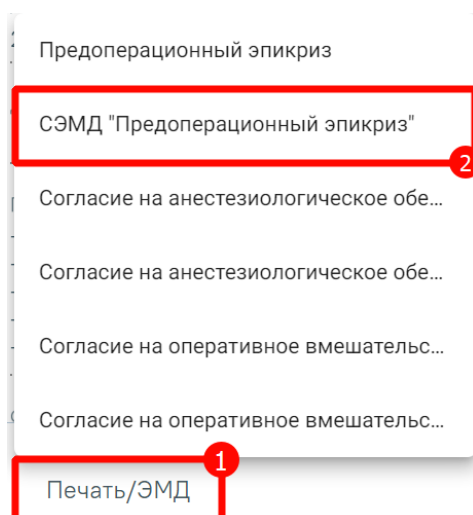 Предоперационный эпикриз
СЭМД "Предоперационный эпикриз"
2
Согласие на анестезиологическое обе...
Согласие на анестезиологическое обе...
Согласие на оперативное вмешательс...
Согласие на оперативное вмешательс...
1
Печать/ЭМД